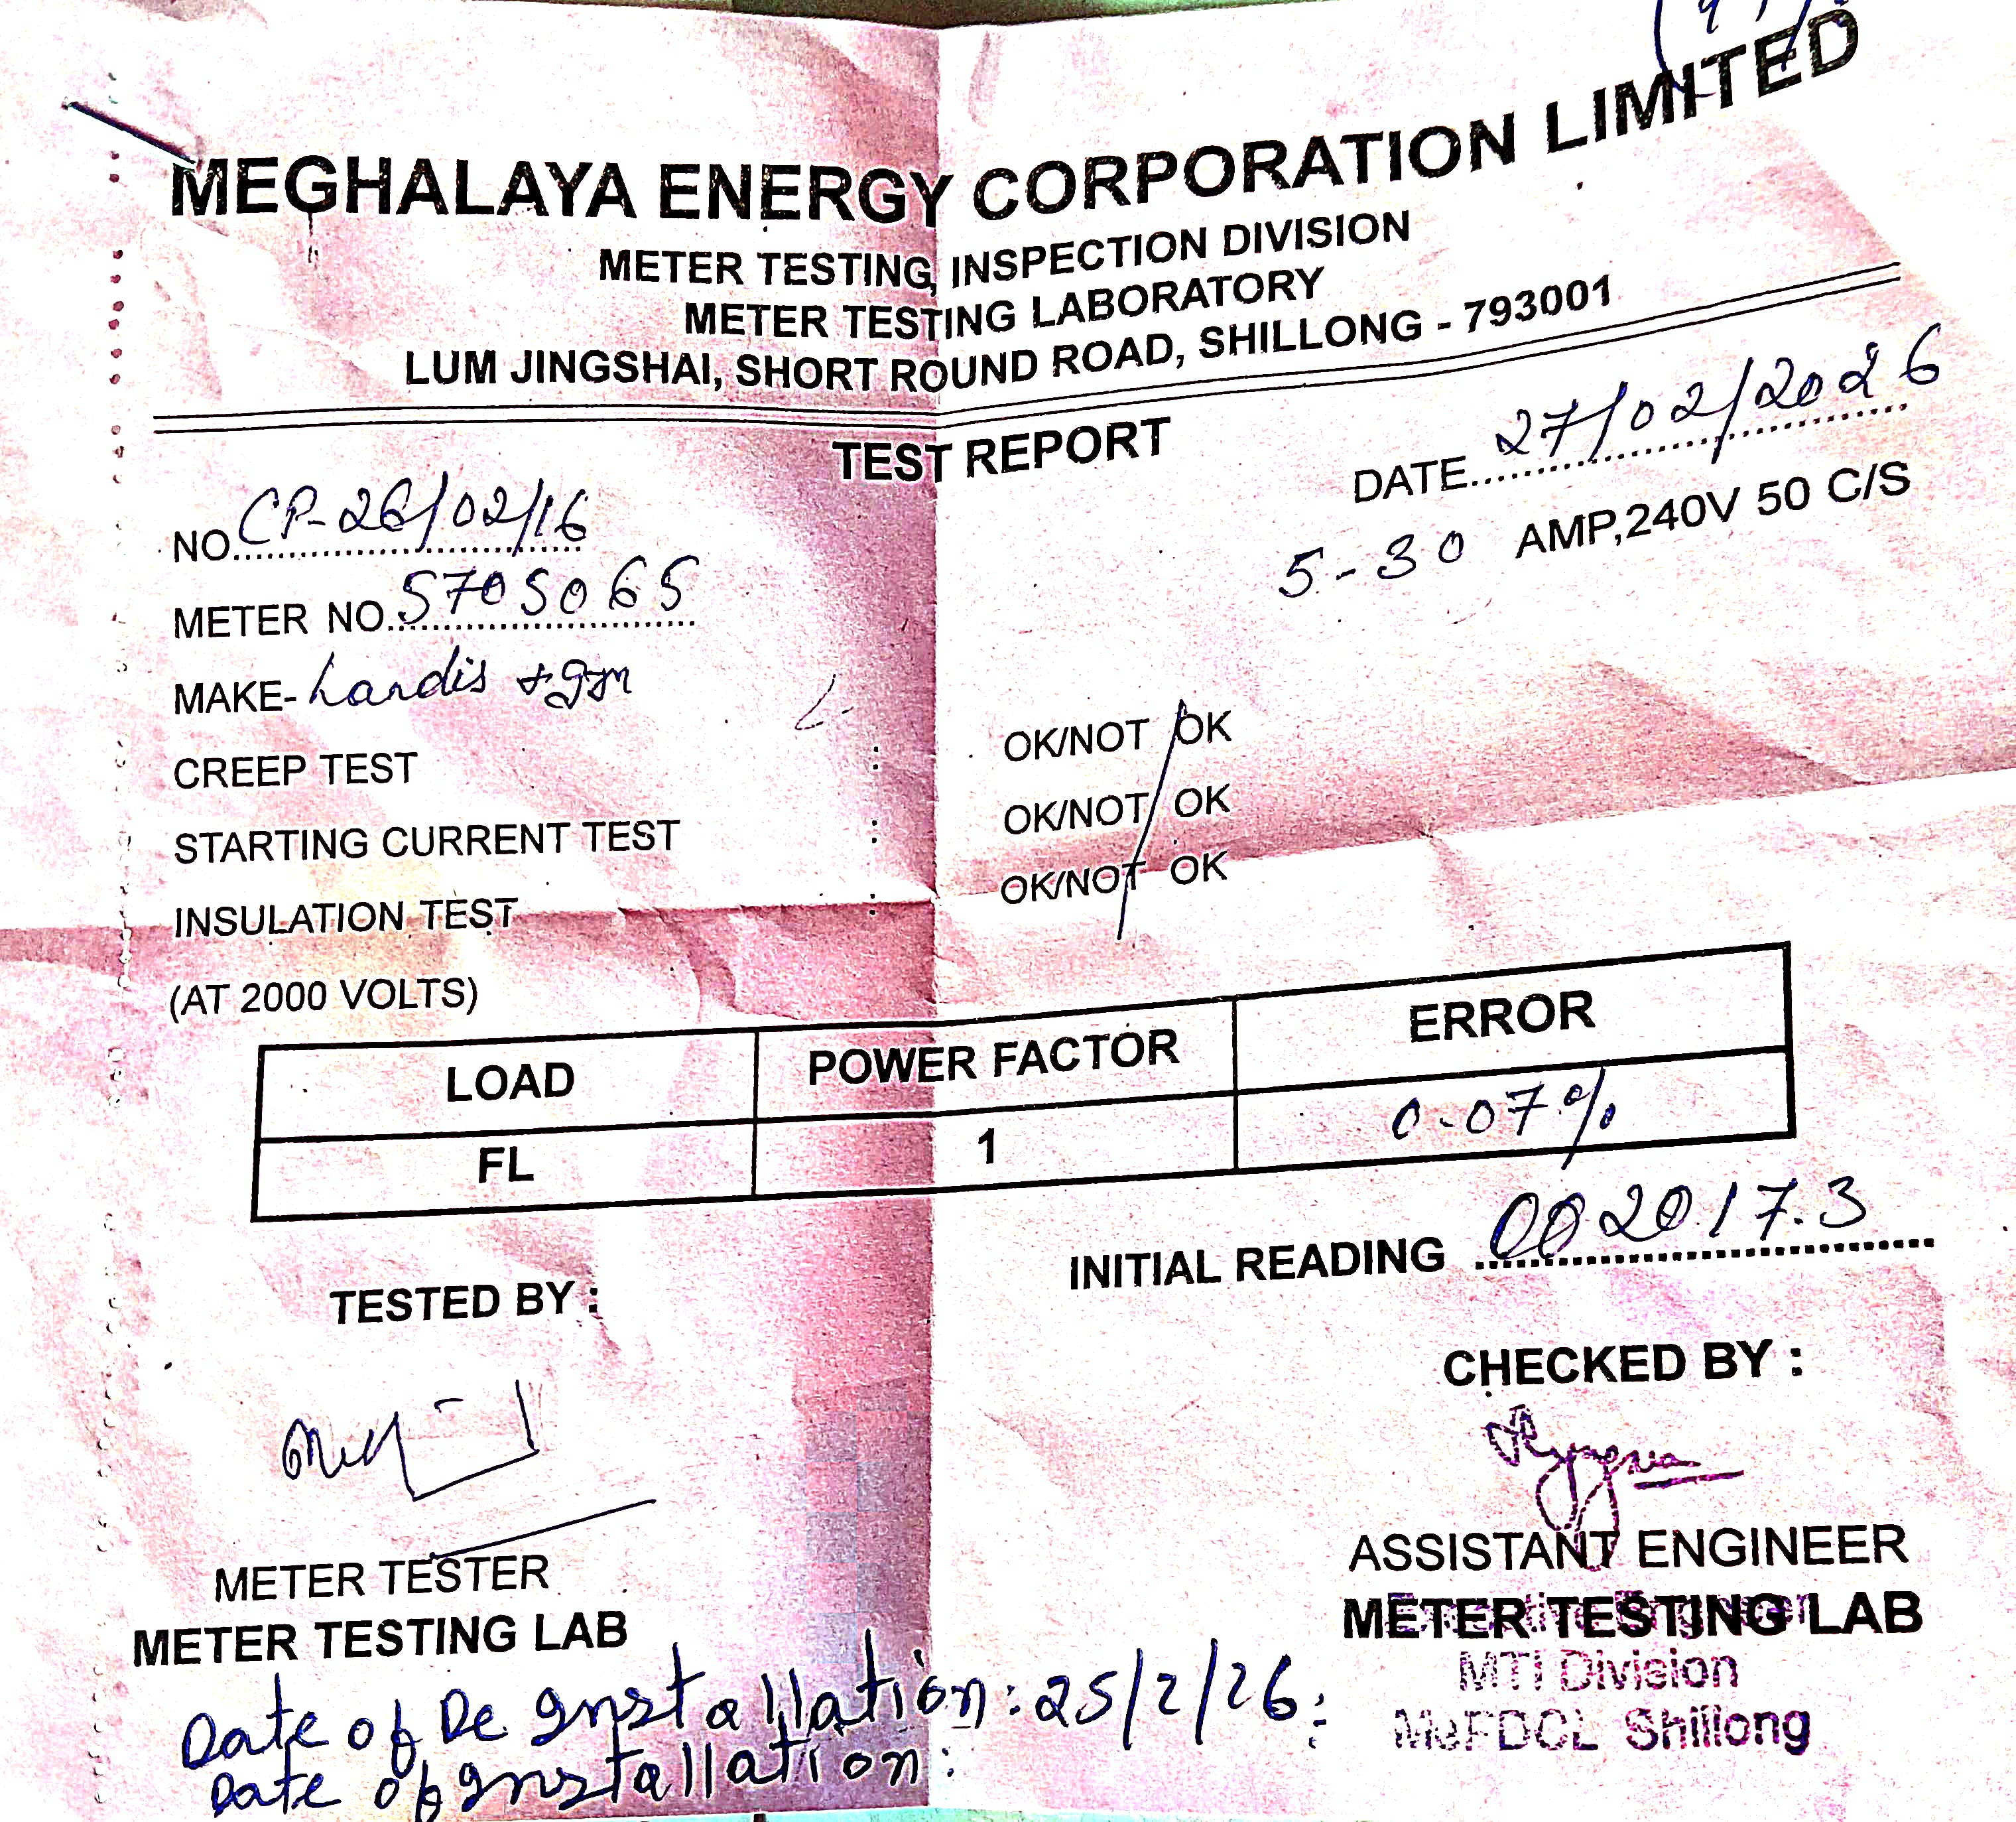 MEGHALAYA ENERGY CORPORATION LIMITED
METER TESTING, INSPECTION DIVISION
METER TESTING LABORATORY
LUM JINGSHAI, SHORT ROUND ROAD, SHILLONG - 793001
TEST REPORT
DATE 27/02/2026
NO CP-26/02/16
5-30 AMP,240V 50 C/S
METER NO 5705065
MAKE- Landis + gyr
CREEP TEST : OK/NOT OK
STARTING CURRENT TEST : OK/NOT OK
INSULATION TEST : OK/NOT OK
(AT 2000 VOLTS)
LOAD POWER FACTOR ERROR
FL 1 0.07%
INITIAL READING 002017.3
TESTED BY :
CHECKED BY :
METER TESTER
ASSISTANT ENGINEER
METER TESTING LAB
METER TESTING LAB
MTI Division
MePDCL Shillong
Date of De Installation: 25/2/26:
Date of Installation: